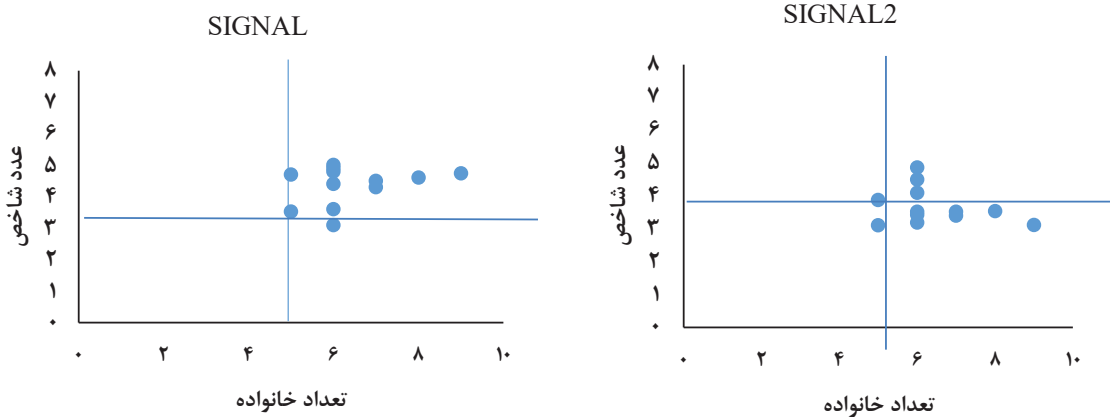 SIGNAL
۸
۷
۶
۵
۴
۳
۲
۱
۰
عدد شاخص
۰ ۲ ۴ ۶ ۸ ۱۰
تعداد خانواده
SIGNAL2
۸
۷
۶
۵
۴
۳
۲
۱
۰
عدد شاخص
۰ ۲ ۴ ۶ ۸ ۱۰
تعداد خانواده